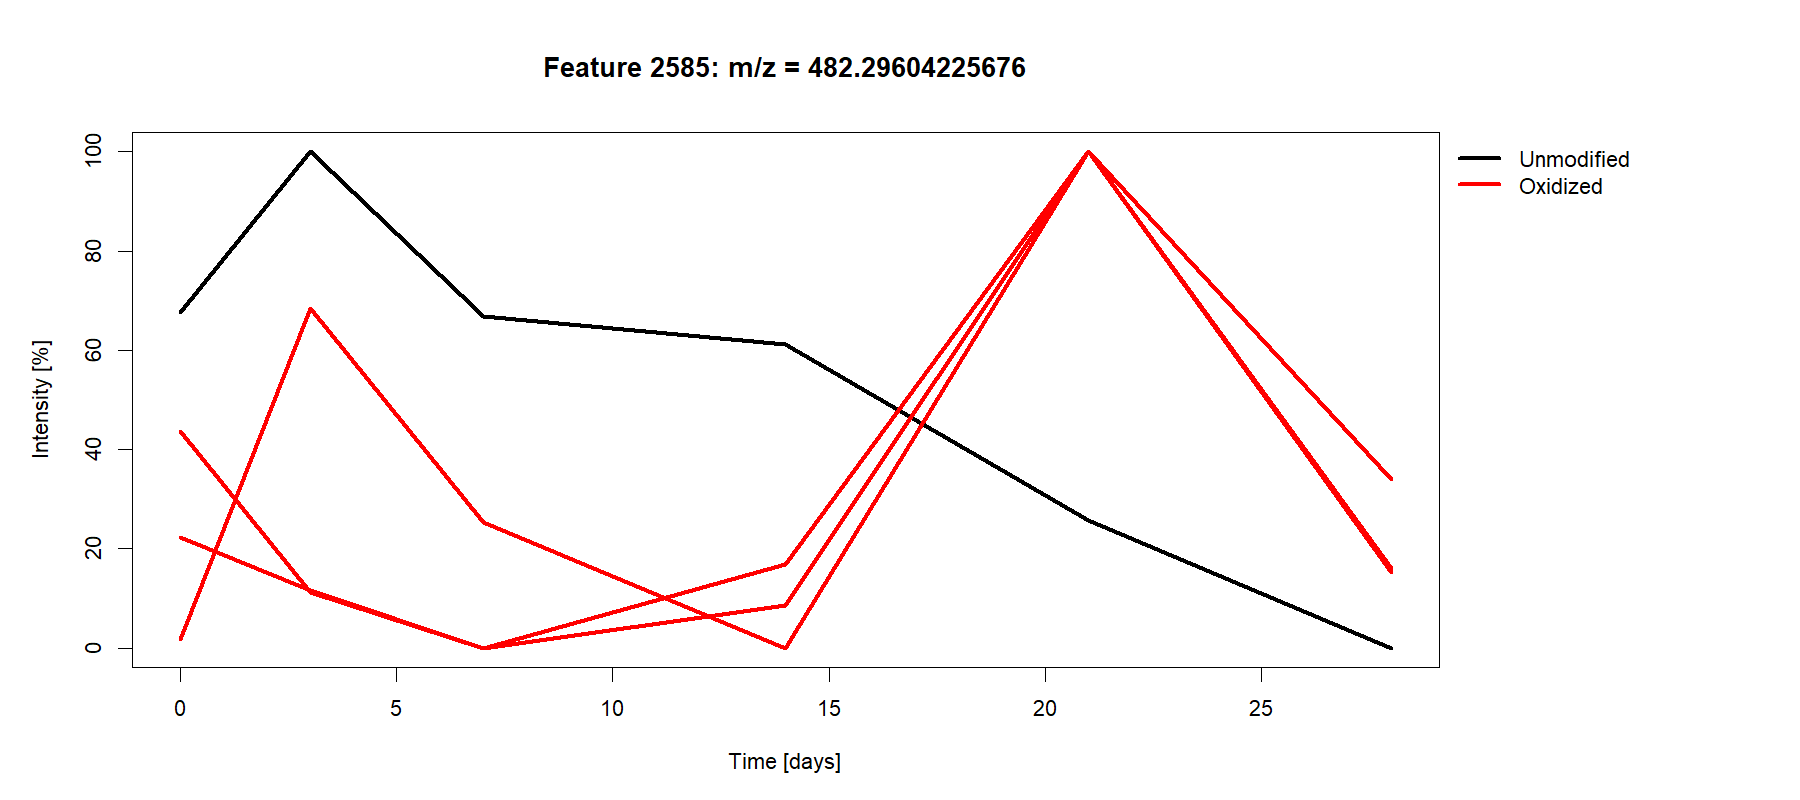 Feature 2585: m/z = 482.29604225676
Unmodified
Oxidized
Intensity [%]
100
80
60
40
20
0
0 5 10 15 20 25
Time [days]